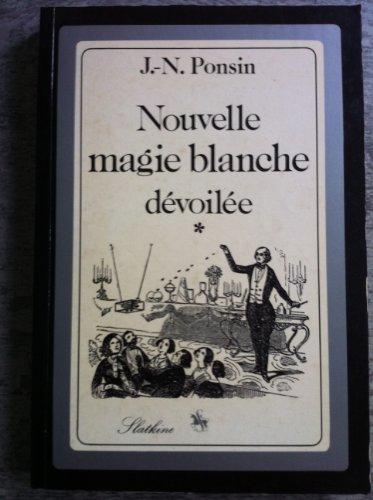 J.-N. Ponsin
Nouvelle
magie blanche
dévoilée
*
Slatkine